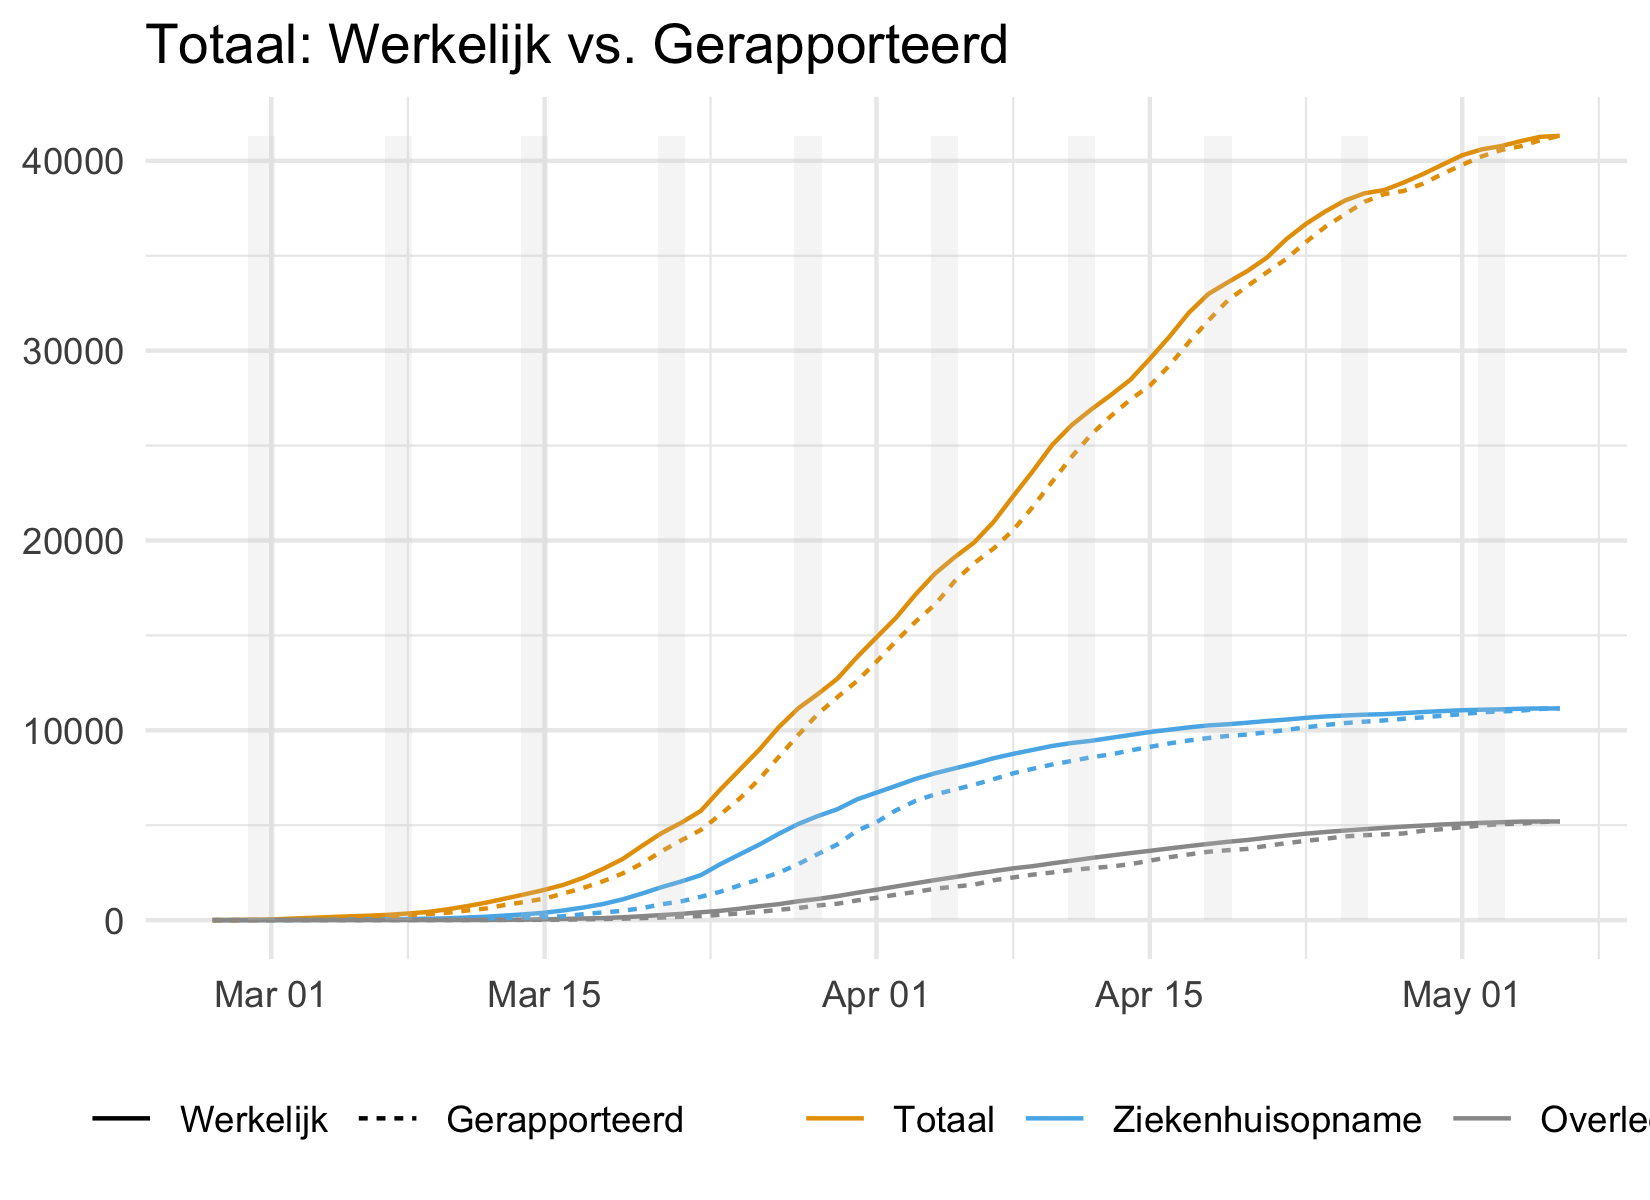 Totaal: Werkelijk vs. Gerapporteerd
40000
30000
20000
10000
0
Mar 01 Mar 15 Apr 01 Apr 15 May 01
Werkelijk Gerapporteerd Totaal Ziekenhuisopname